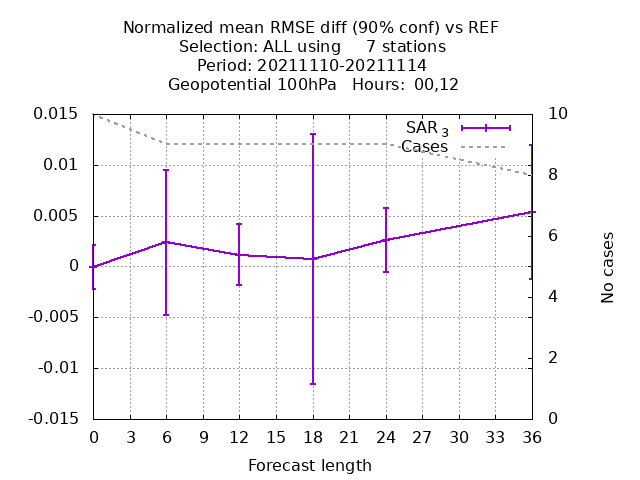 Normalized mean RMSE diff (90% conf) vs REF
Selection: ALL using 7 stations
Period: 20211110-20211114
Geopotential 100hPa Hours: 00,12
SAR 3
Cases
0.015
0.01
0.005
0
-0.005
-0.01
-0.015
10
8
6
4
2
0
No cases
0 3 6 9 12 15 18 21 24 27 30 33 36
Forecast length